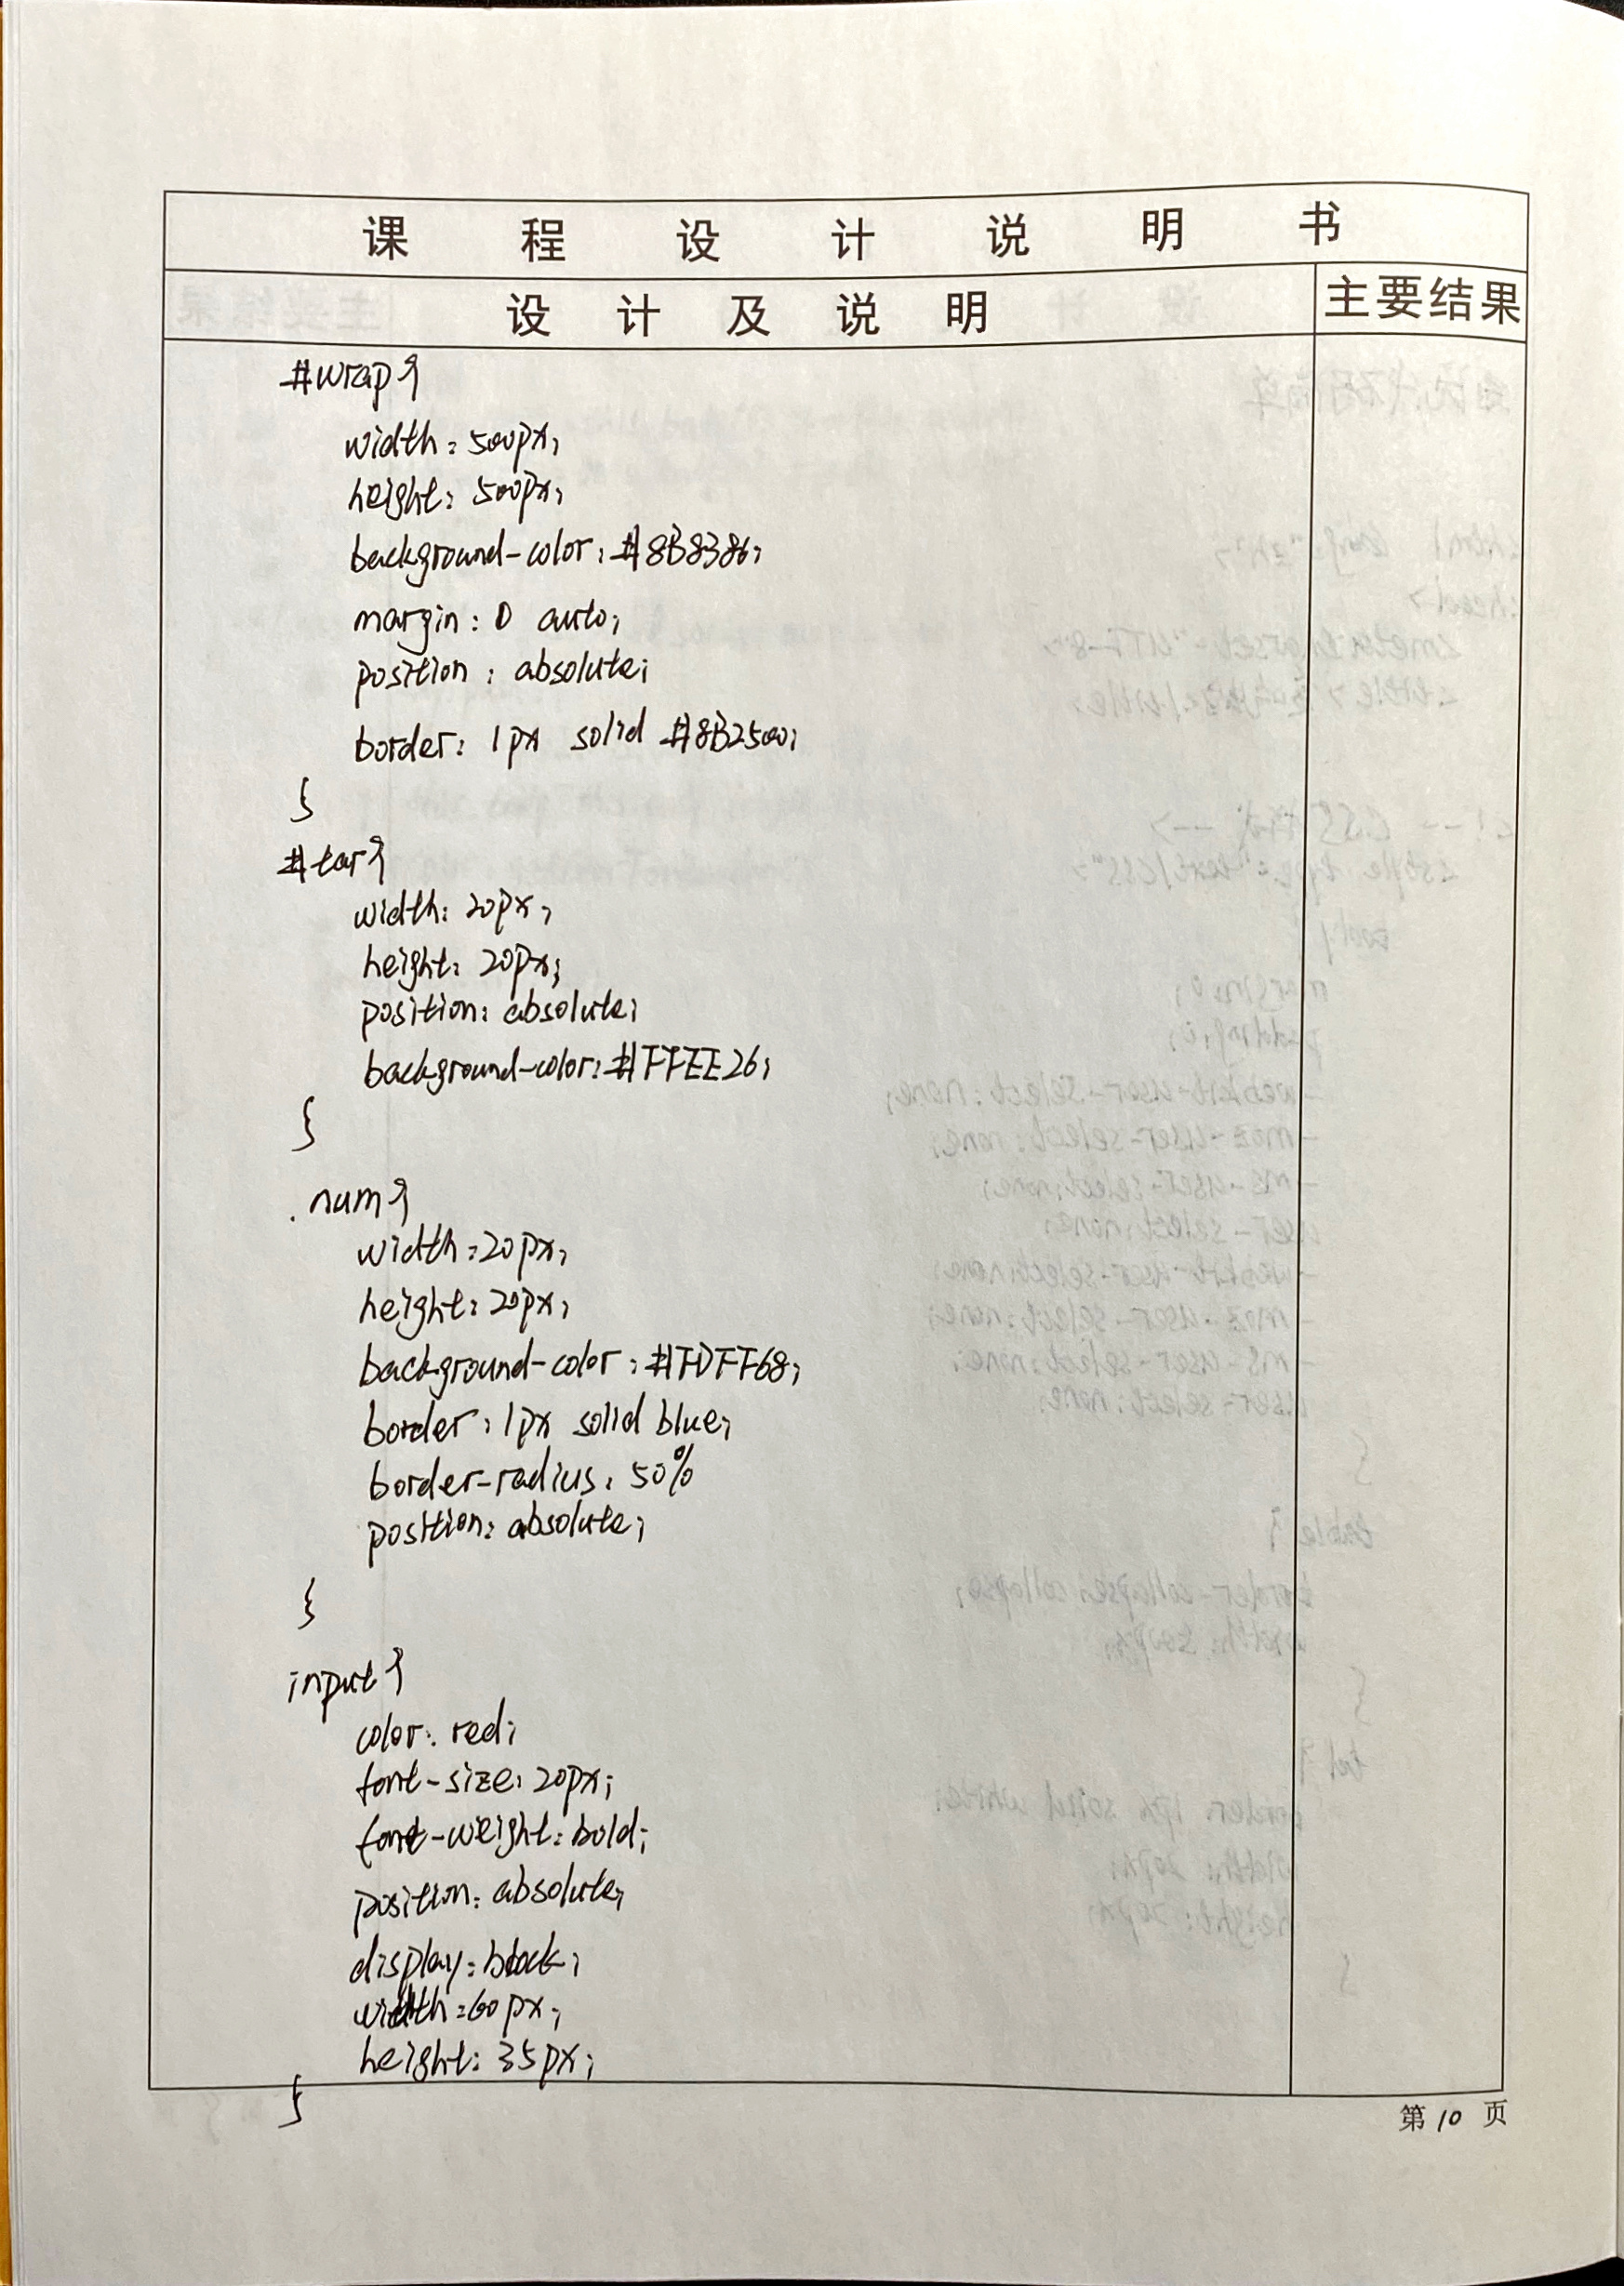 课程设计说明书
设计及说明 主要结果
#wrap{
width: 500px;
height: 500px;
background-color: #8B8386;
margin: 0 auto;
position: absolute;
border: 1px solid #8B2500;
}
#tar{
width: 20px;
height: 20px;
position: absolute;
background-color: #FFEE26;
}
.num{
width: 20px;
height: 20px;
background-color: #FDFF68;
border: 1px solid blue;
border-radius: 50%
position: absolute;
}
input{
color: red;
font-size: 20px;
font-weight: bold;
position: absolute;
display: block;
width: 60px;
height: 35px;
}
第 10 页